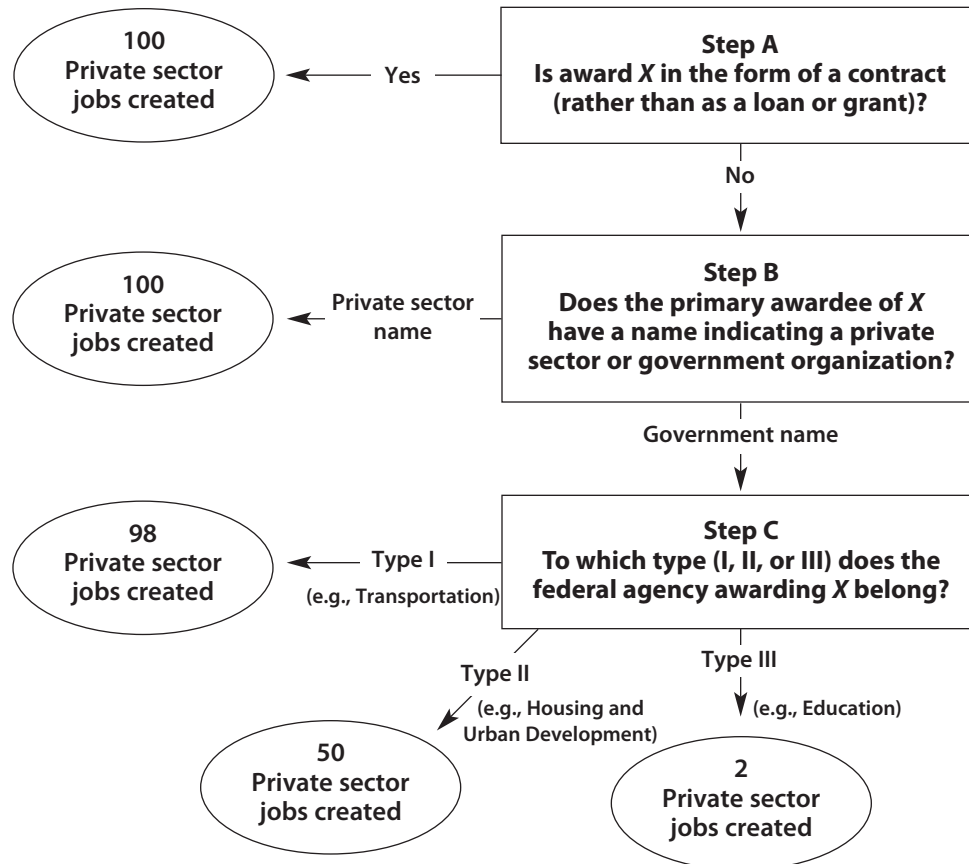 100
Private sector
jobs created
Yes
Step A
Is award X in the form of a contract
(rather than as a loan or grant)?
No
100
Private sector
jobs created
Private sector
name
Step B
Does the primary awardee of X
have a name indicating a private
sector or government organization?
Government name
98
Private sector
jobs created
Type I
(e.g., Transportation)
Step C
To which type (I, II, or III) does the
federal agency awarding X belong?
Type II
(e.g., Housing and
Urban Development)
Type III
(e.g., Education)
50
Private sector
jobs created
2
Private sector
jobs created